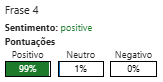 Frase 4
Sentimento: positive
Pontuações
Positivo Neutro Negativo
99% 1% 0%